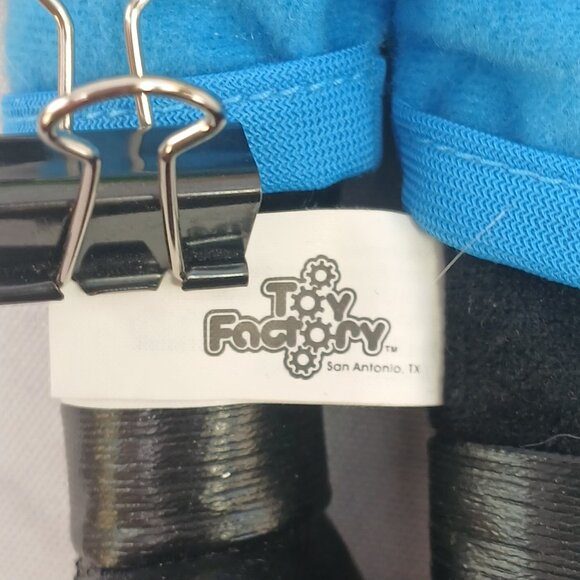 Toy
Factory™
San Antonio, TX